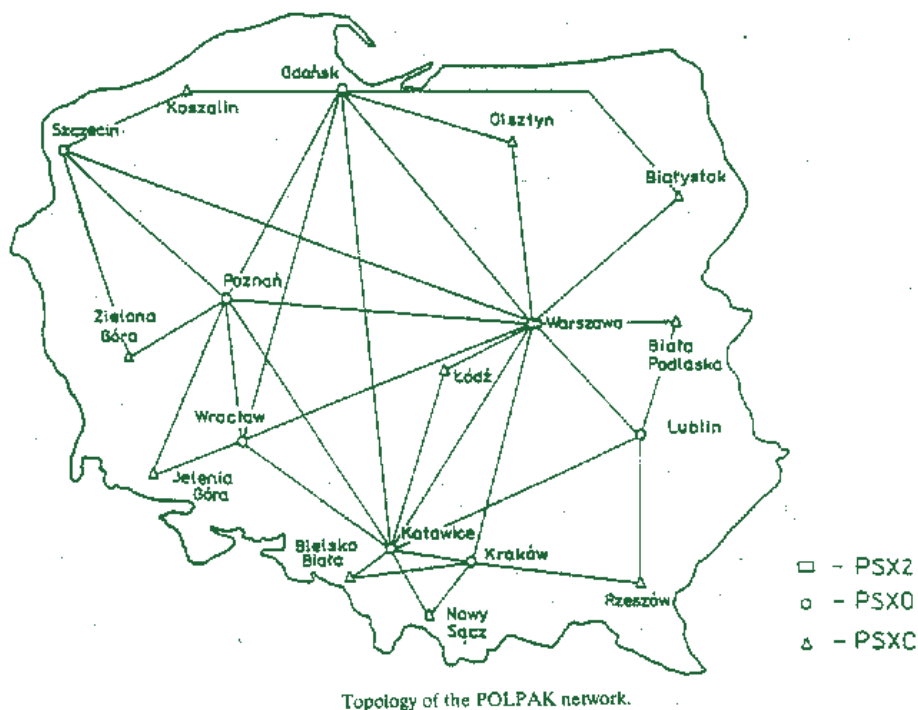 Gdańsk
Koszalin
Olsztyn
Szczecin
Białystok
Poznań
Zielona
Góra
Warszawa
Biała
Podlaska
Łódź
Wrocław
Lublin
Jelenia
Góra
Katowice
Bielsko
Biała
Kraków
Rzeszów
Nowy
Sącz
□ - PSX2
○ - PSX0
△ - PSXC
Topology of the POLPAK network.